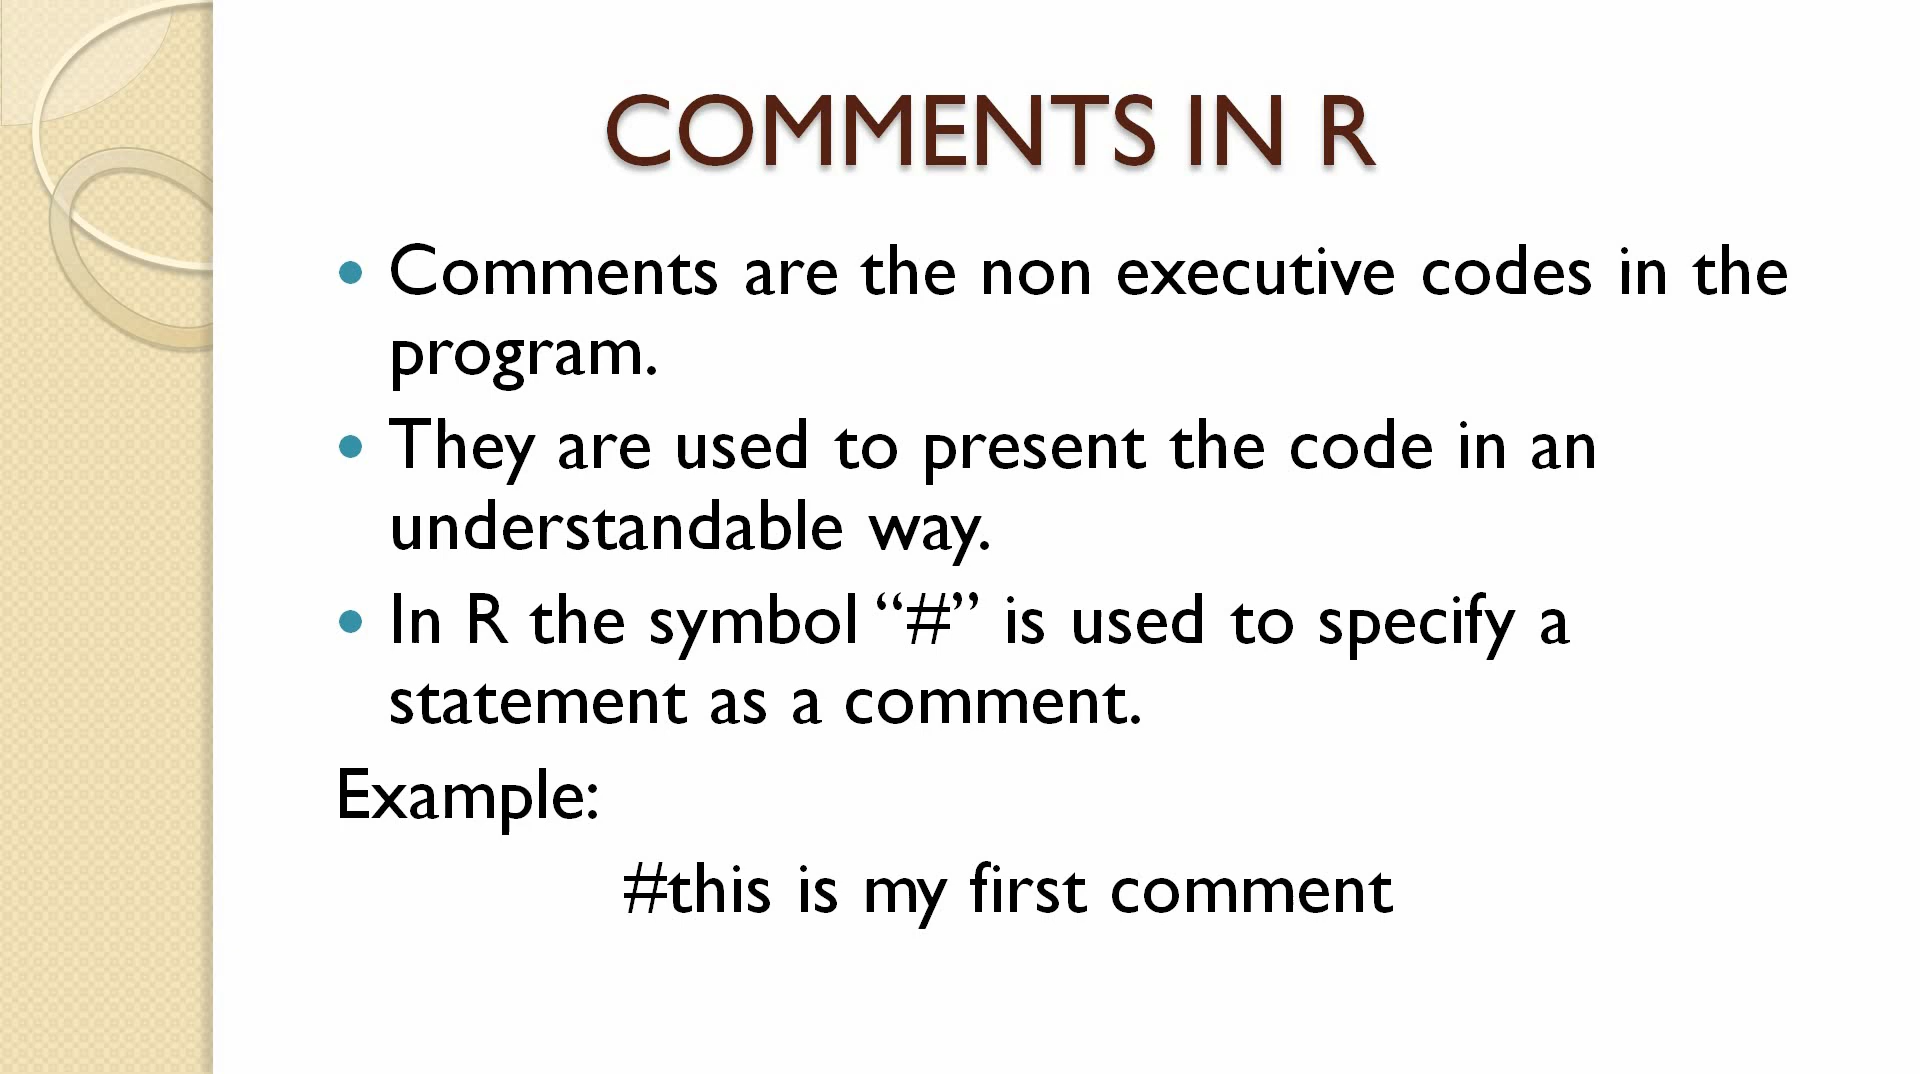 COMMENTS IN R
• Comments are the non executive codes in the
program.
• They are used to present the code in an
understandable way.
• In R the symbol “#” is used to specify a
statement as a comment.
Example:
#this is my first comment